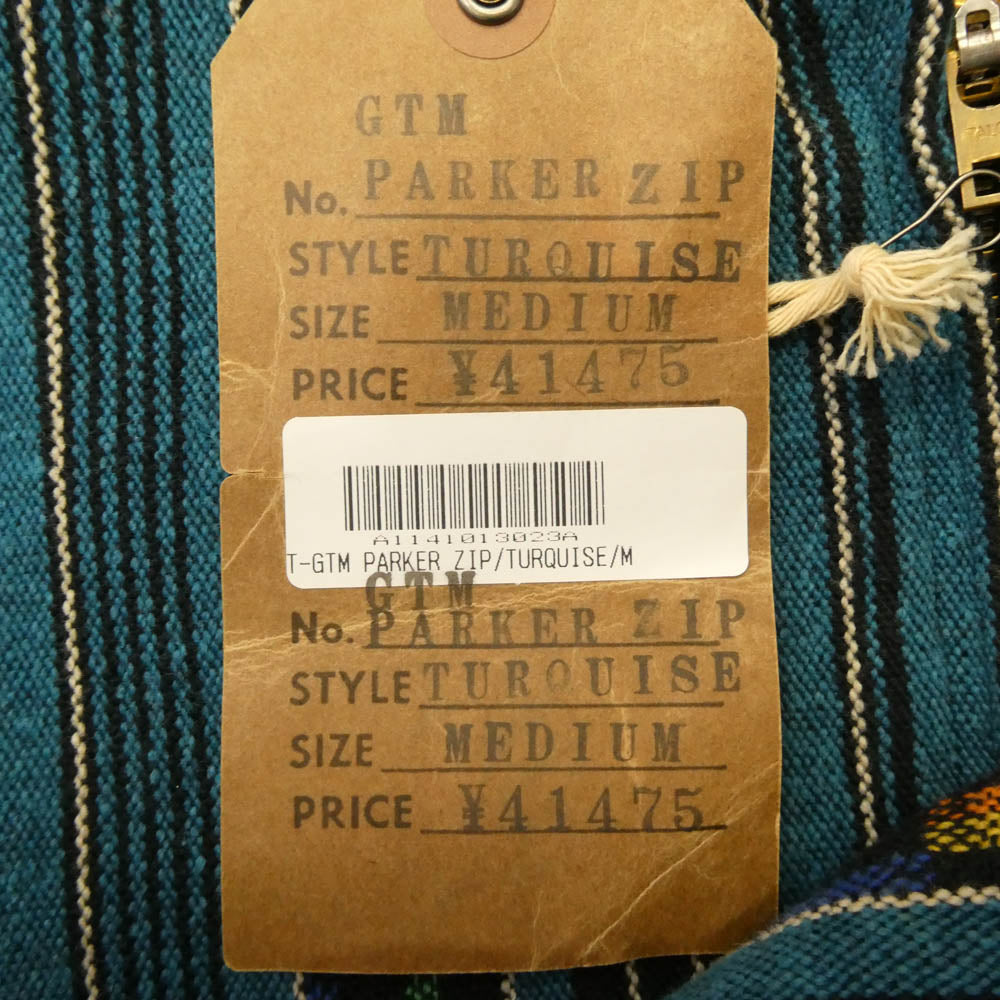 GTM
No. PARKER ZIP
STYLE TURQUISE
SIZE MEDIUM
PRICE ¥41475
A1141013023A
T-GTM PARKER ZIP/TURQUISE/M
GTM
No. PARKER ZIP
STYLE TURQUISE
SIZE MEDIUM
PRICE ¥41475